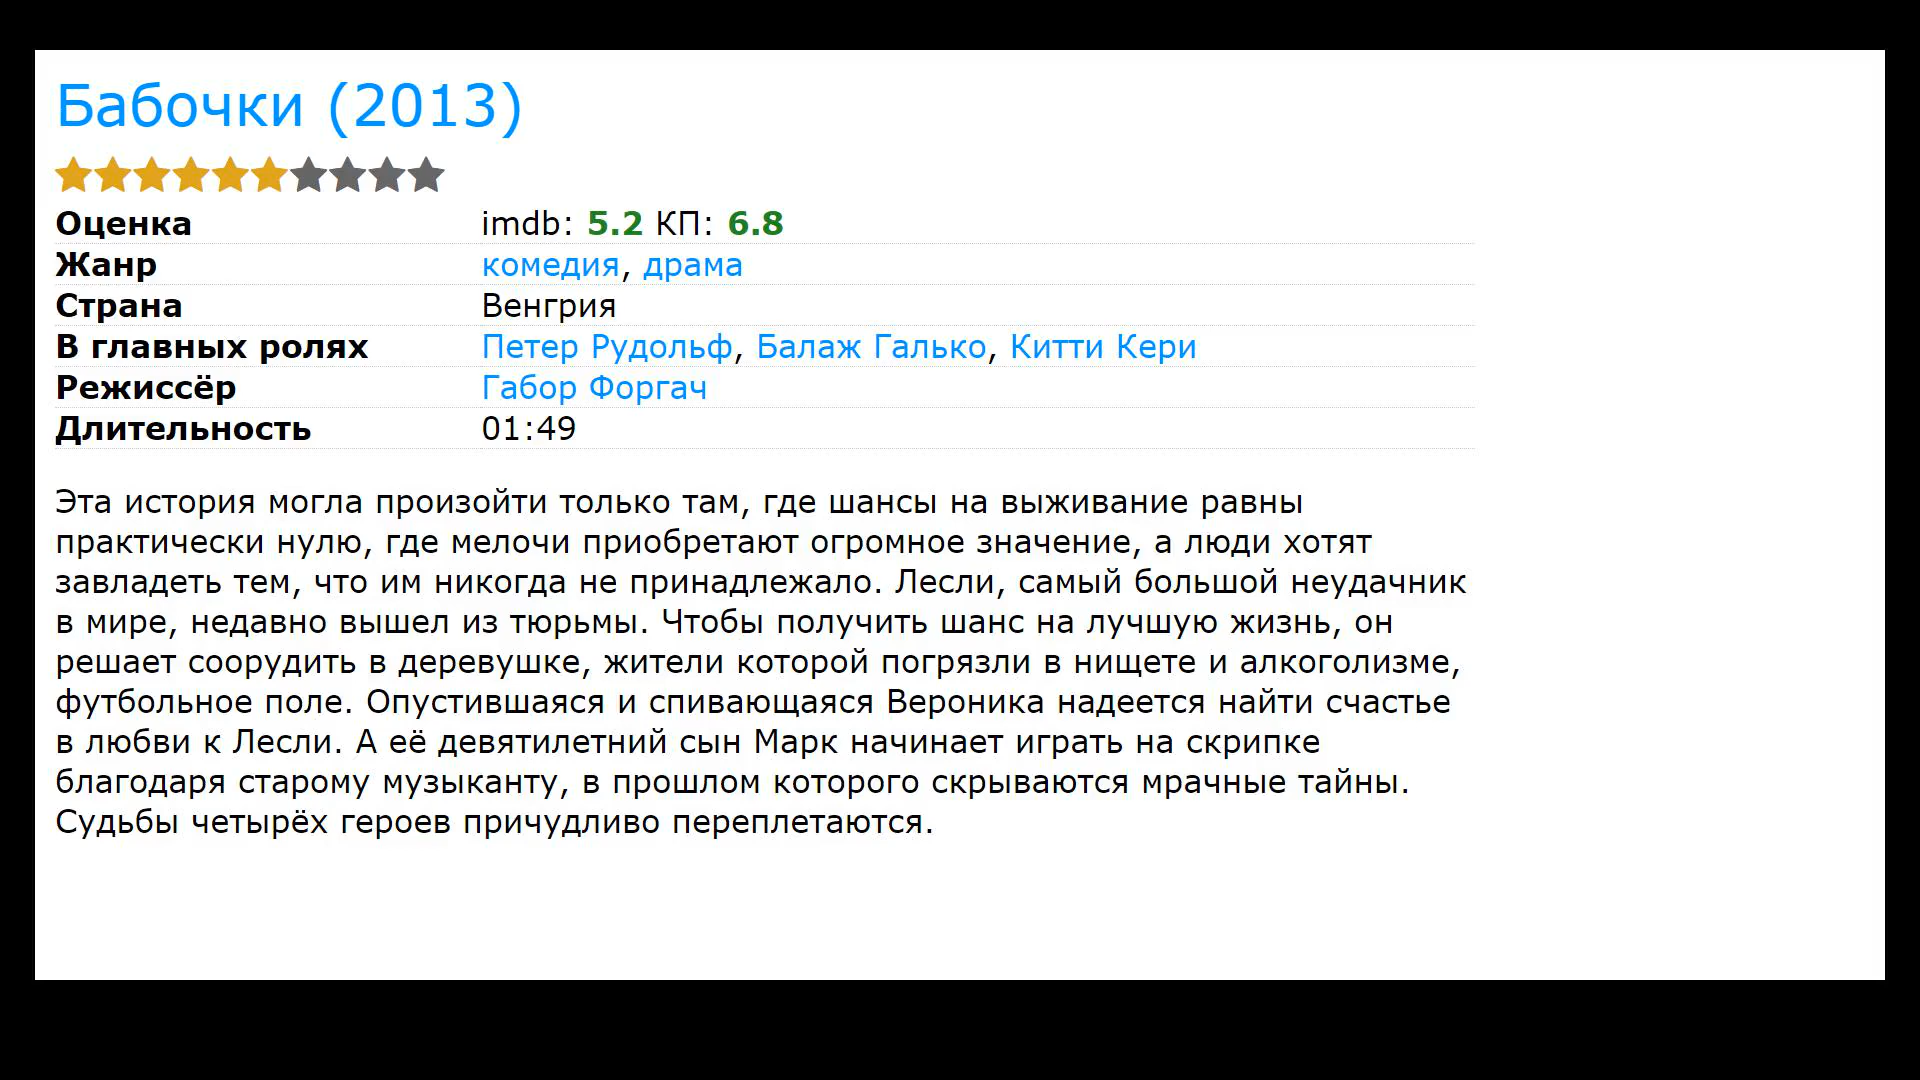 Бабочки (2013)
Оценка imdb: 5.2 КП: 6.8
Жанр комедия, драма
Страна Венгрия
В главных ролях Петер Рудольф, Балаж Галько, Китти Кери
Режиссёр Габор Форгач
Длительность 01:49
Эта история могла произойти только там, где шансы на выживание равны
практически нулю, где мелочи приобретают огромное значение, а люди хотят
завладеть тем, что им никогда не принадлежало. Лесли, самый большой неудачник
в мире, недавно вышел из тюрьмы. Чтобы получить шанс на лучшую жизнь, он
решает соорудить в деревушке, жители которой погрязли в нищете и алкоголизме,
футбольное поле. Опустившаяся и спивающаяся Вероника надеется найти счастье
в любви к Лесли. А её девятилетний сын Марк начинает играть на скрипке
благодаря старому музыканту, в прошлом которого скрываются мрачные тайны.
Судьбы четырёх героев причудливо переплетаются.